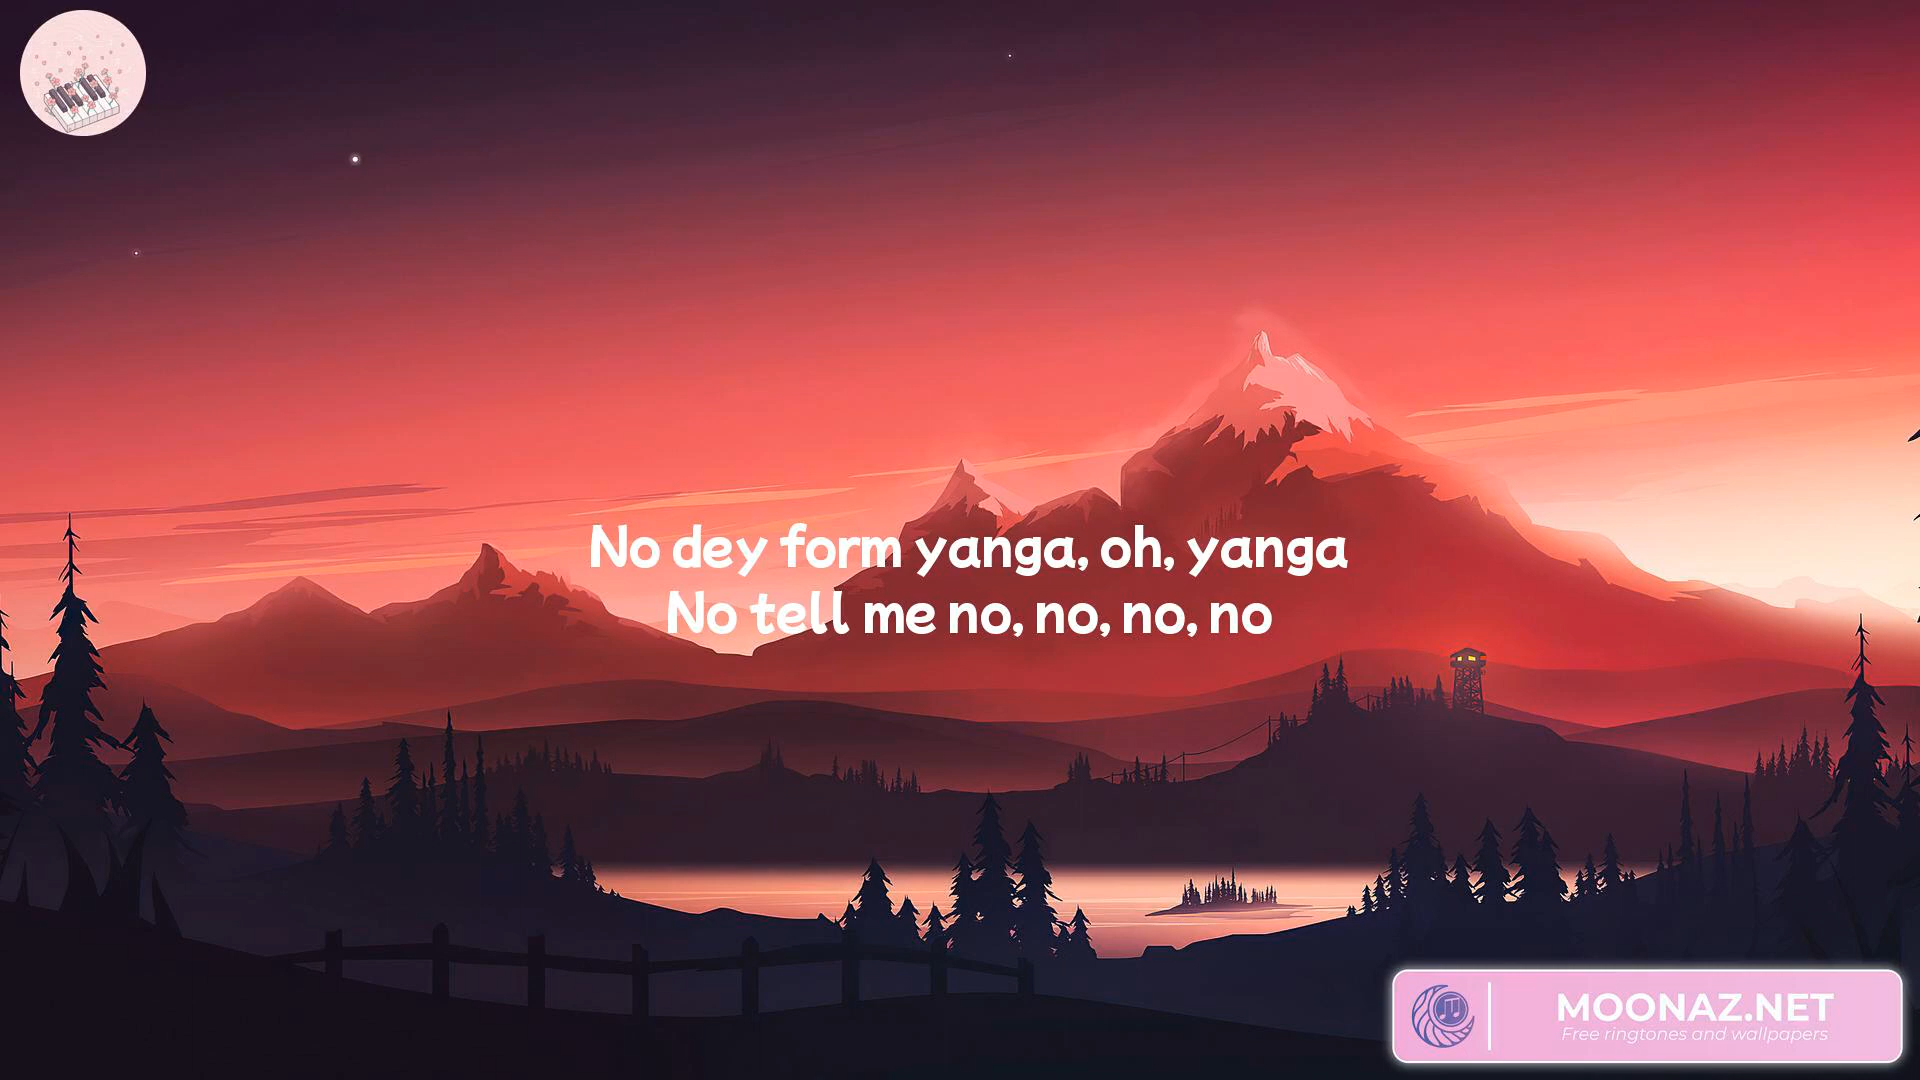 No dey form yanga, oh, yanga
No tell me no, no, no, no
MOONAZ.NET
Free ringtones and wallpapers